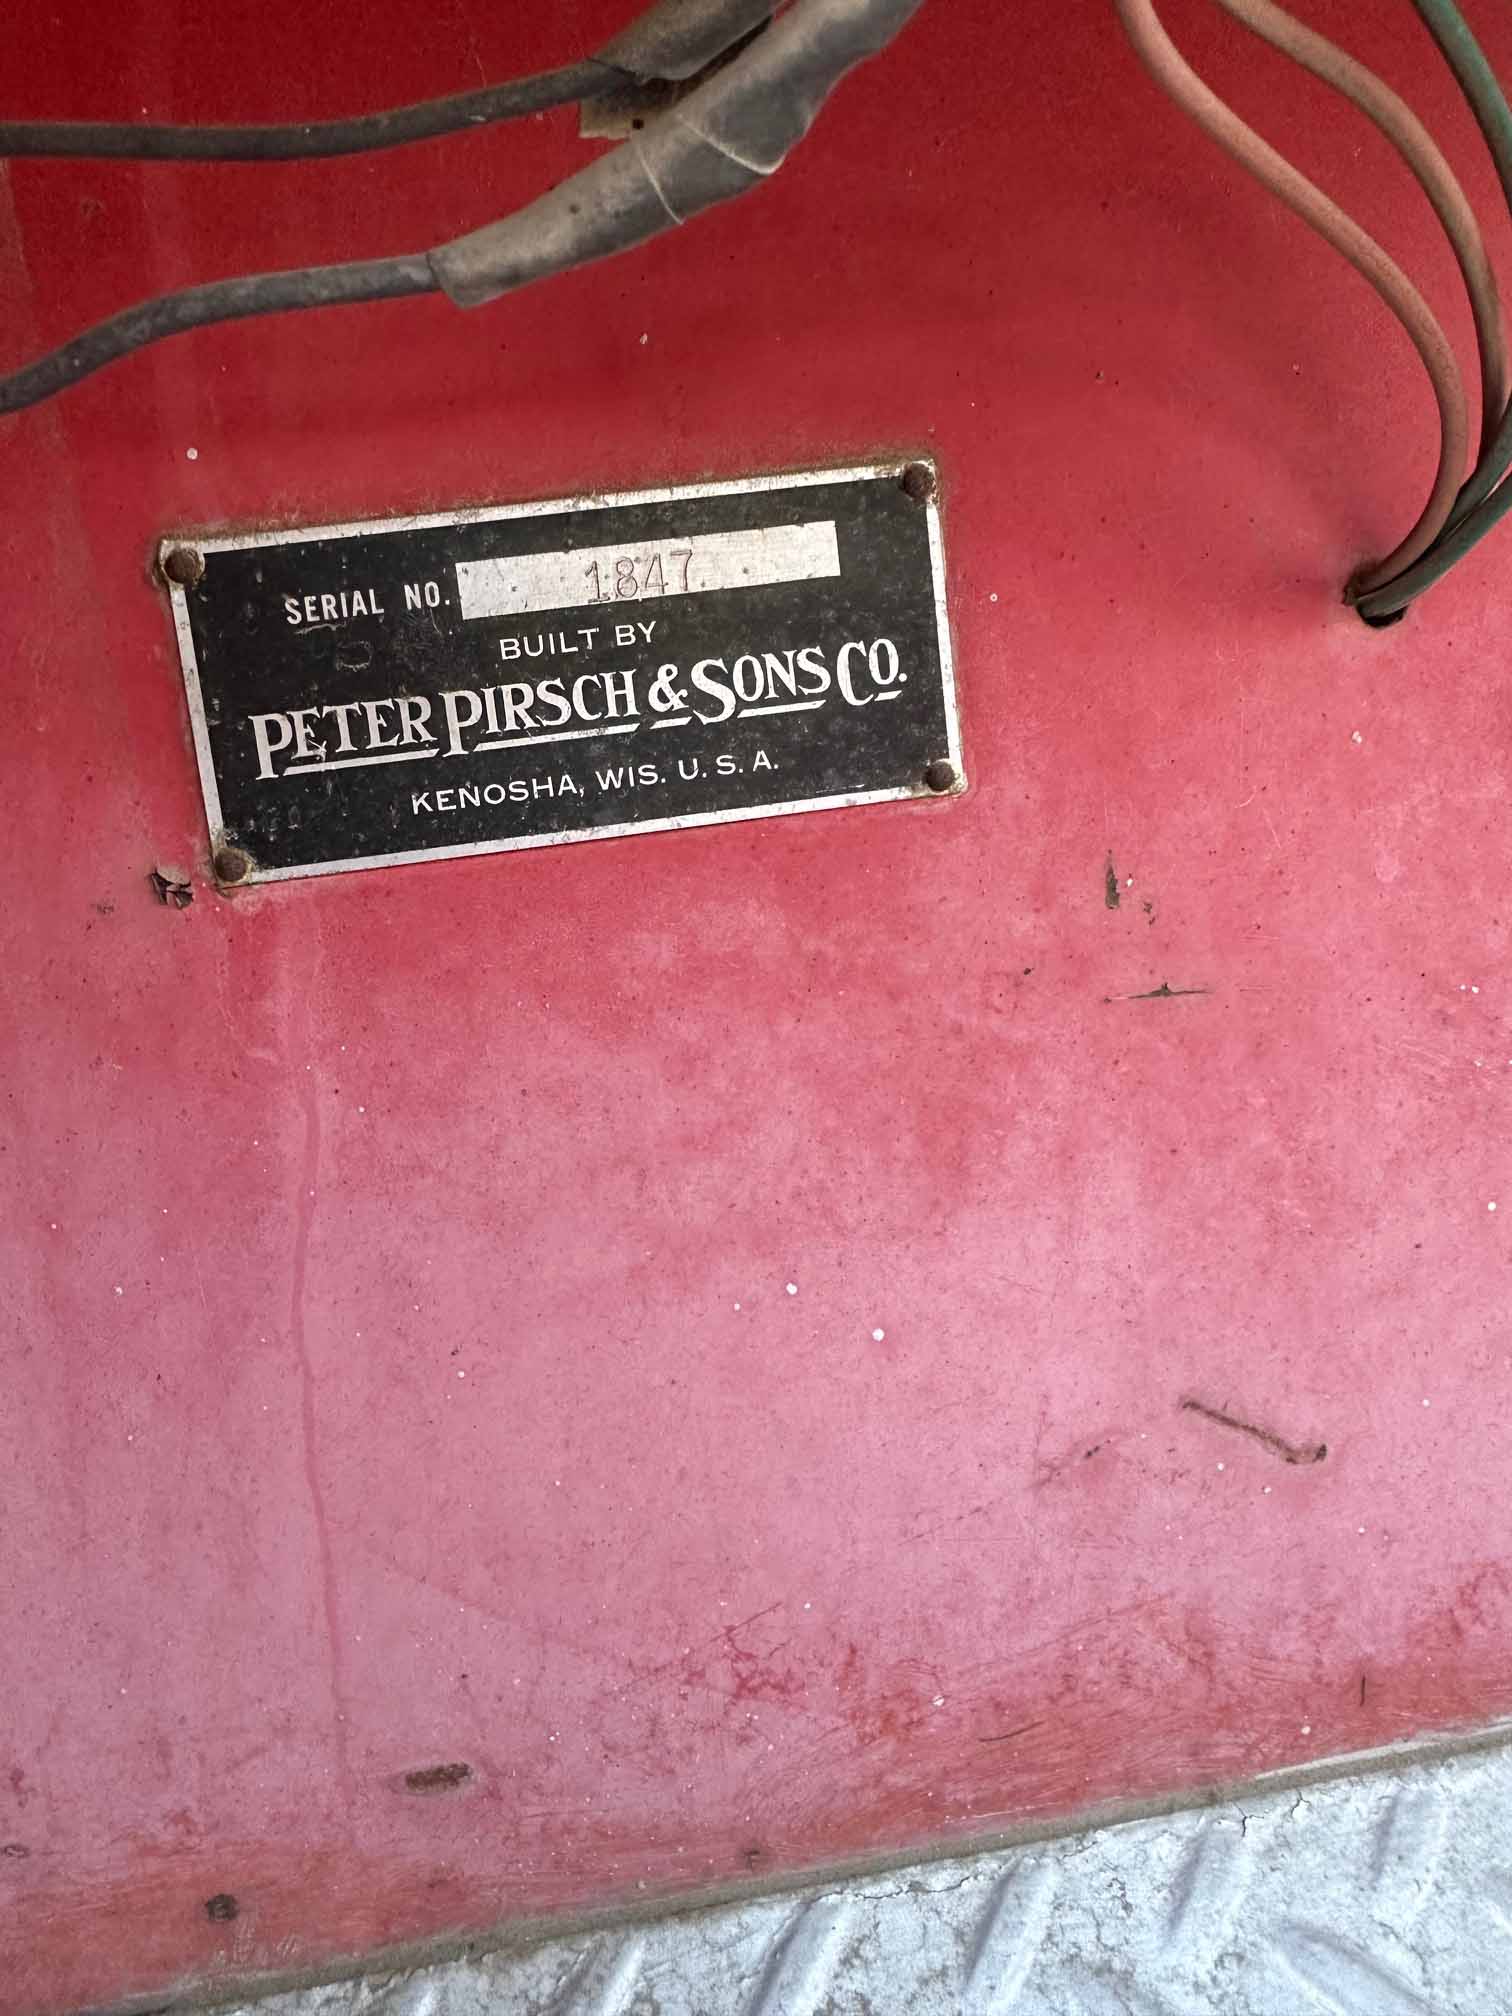 SERIAL NO. 1847
BUILT BY
PETER PIRSCH & SONS CO.
KENOSHA, WIS. U.S.A.